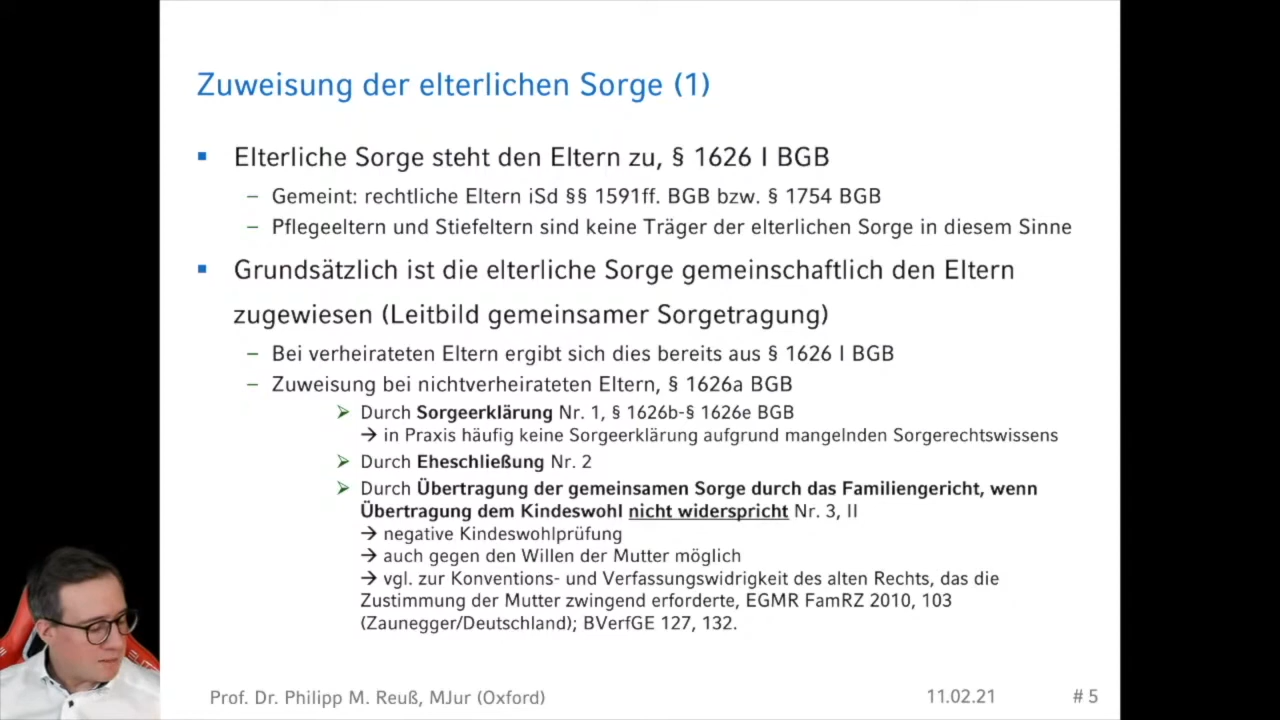 Zuweisung der elterlichen Sorge (1)
▪ Elterliche Sorge steht den Eltern zu, § 1626 I BGB
– Gemeint: rechtliche Eltern iSd §§ 1591ff. BGB bzw. § 1754 BGB
– Pflegeeltern und Stiefeltern sind keine Träger der elterlichen Sorge in diesem Sinne
▪ Grundsätzlich ist die elterliche Sorge gemeinschaftlich den Eltern
zugewiesen (Leitbild gemeinsamer Sorgetragung)
– Bei verheirateten Eltern ergibt sich dies bereits aus § 1626 I BGB
– Zuweisung bei nichtverheirateten Eltern, § 1626a BGB
➢ Durch Sorgeerklärung Nr. 1, § 1626b-§ 1626e BGB
→ in Praxis häufig keine Sorgeerklärung aufgrund mangelnden Sorgerechtswissens
➢ Durch Eheschließung Nr. 2
➢ Durch Übertragung der gemeinsamen Sorge durch das Familiengericht, wenn
Übertragung dem Kindeswohl nicht widerspricht Nr. 3, II
→ negative Kindeswohlprüfung
→ auch gegen den Willen der Mutter möglich
→ vgl. zur Konventions- und Verfassungswidrigkeit des alten Rechts, das die
Zustimmung der Mutter zwingend erforderte, EGMR FamRZ 2010, 103
(Zaunegger/Deutschland); BVerfGE 127, 132.
Prof. Dr. Philipp M. Reuß, MJur (Oxford)
11.02.21
# 5